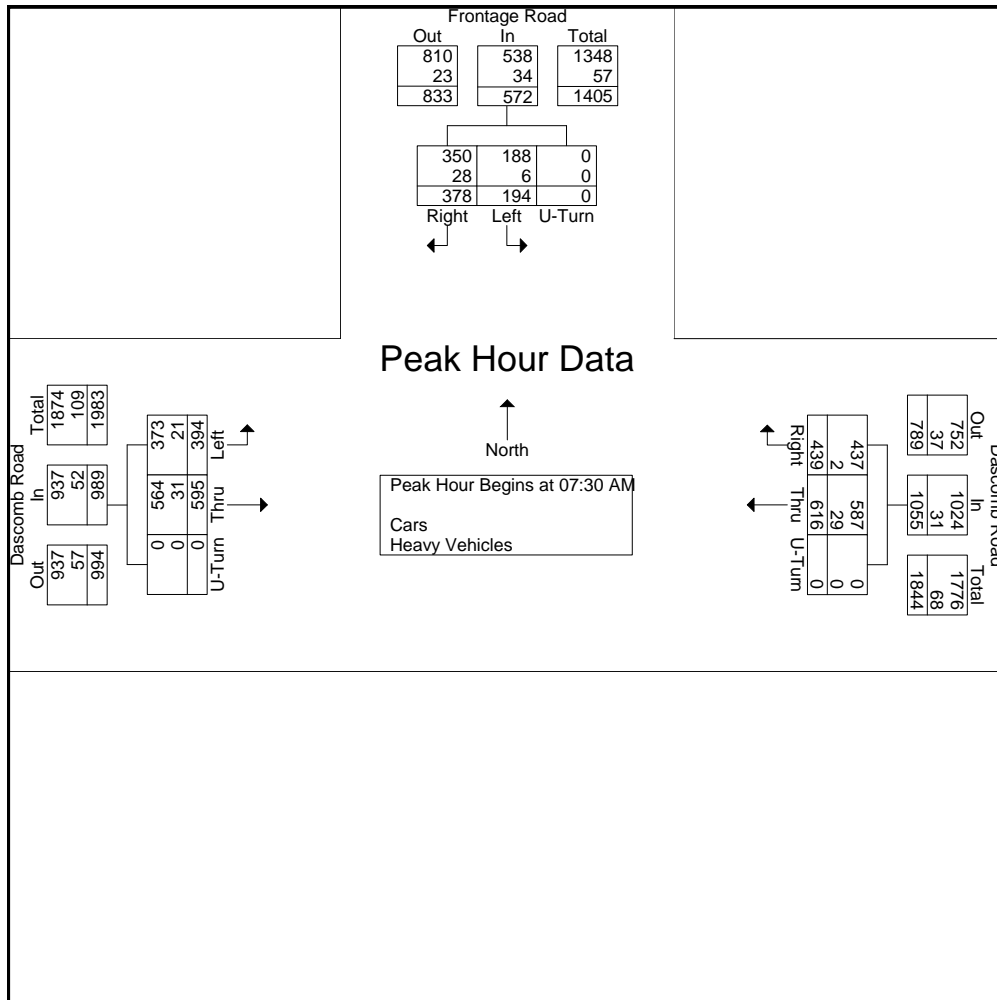 Frontage Road
Out In Total
810 538 1348
23 34 57
833 572 1405
350 188 0
28 6 0
378 194 0
Right Left U-Turn
Peak Hour Data
North
Peak Hour Begins at 07:30 AM
Cars
Heavy Vehicles
Dascomb Road
Out In Total
937 937 1874
57 52 109
994 989 1983
373 564 0
21 31 0
394 595 0
Left Thru U-Turn
Dascomb Road
Out In Total
752 1024 1776
37 31 68
789 1055 1844
437 587 0
2 29 0
439 616 0
Right Thru U-Turn